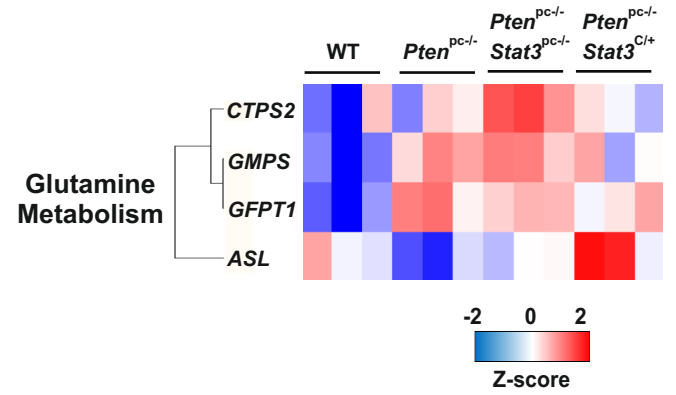 WT
Pten pc-/-
Pten pc-/-
Stat3 pc-/-
Pten pc-/-
Stat3 C/+
CTPS2
GMPS
GFPT1
ASL
Glutamine
Metabolism
-2 0 2
Z-score